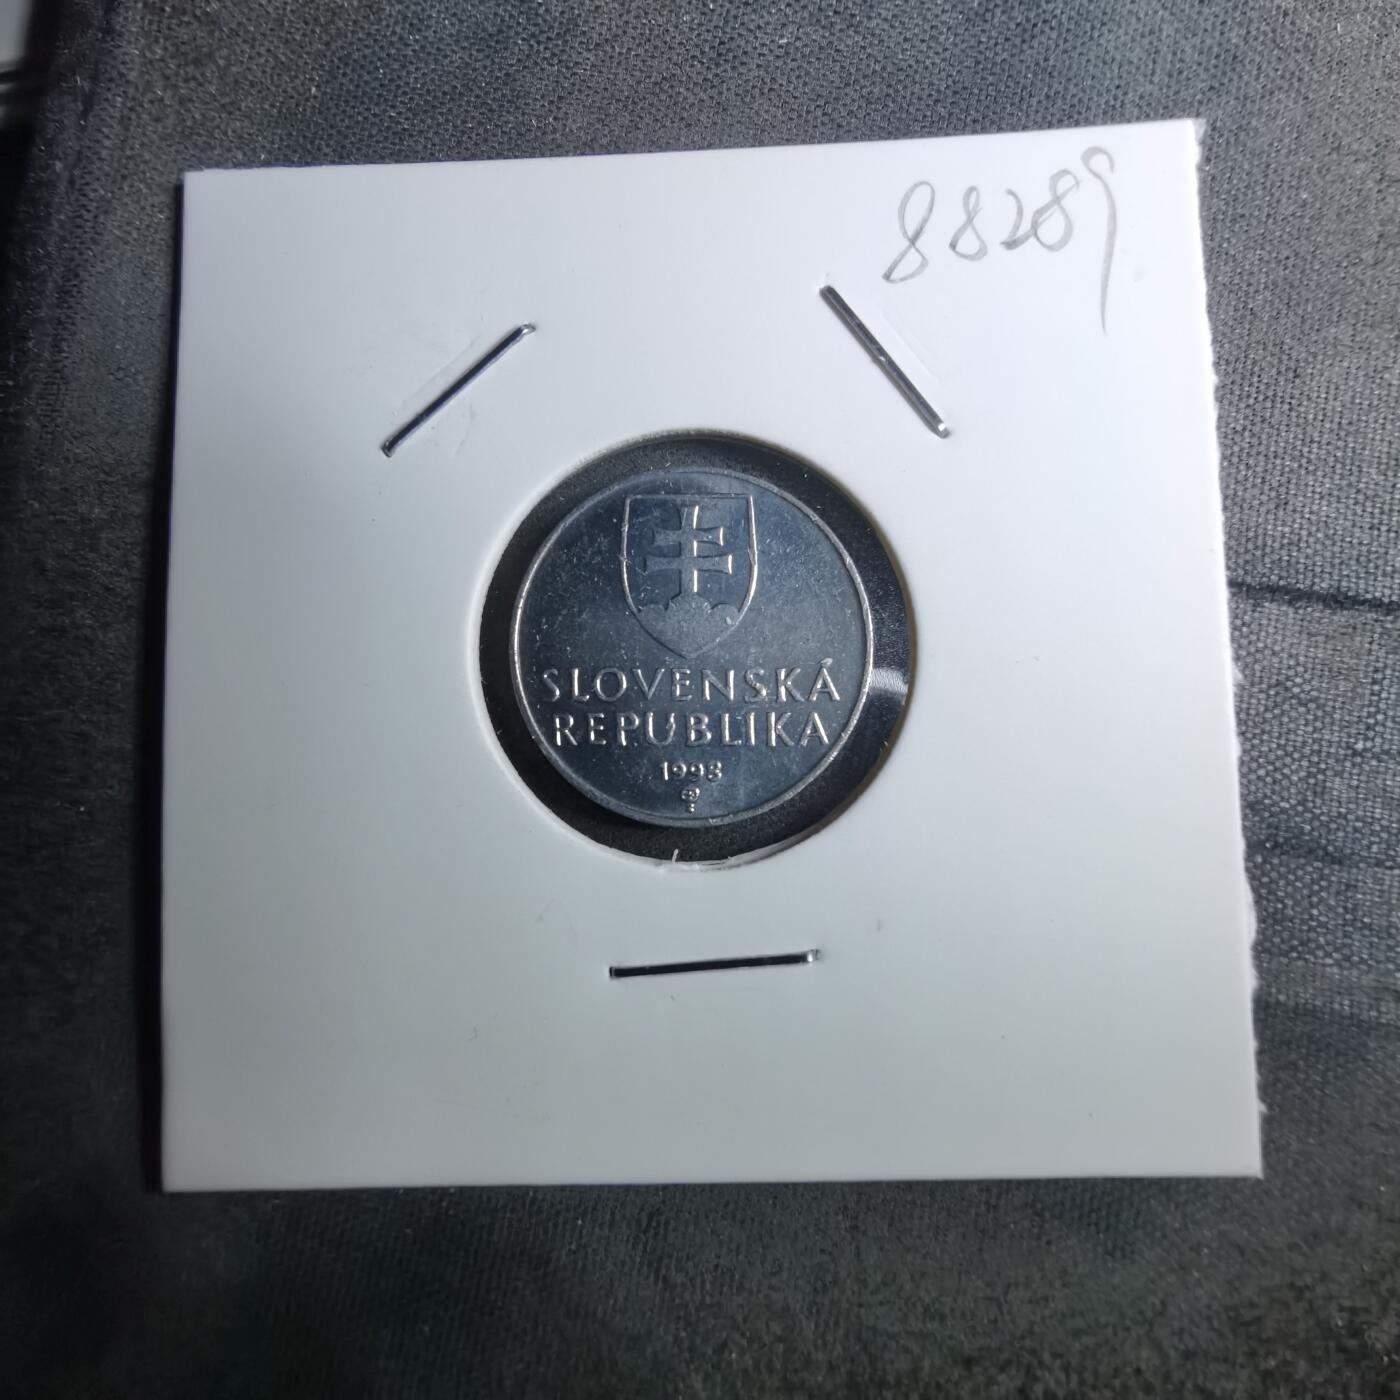 88289
SLOVENSKÁ
REPUBLIKA
1993